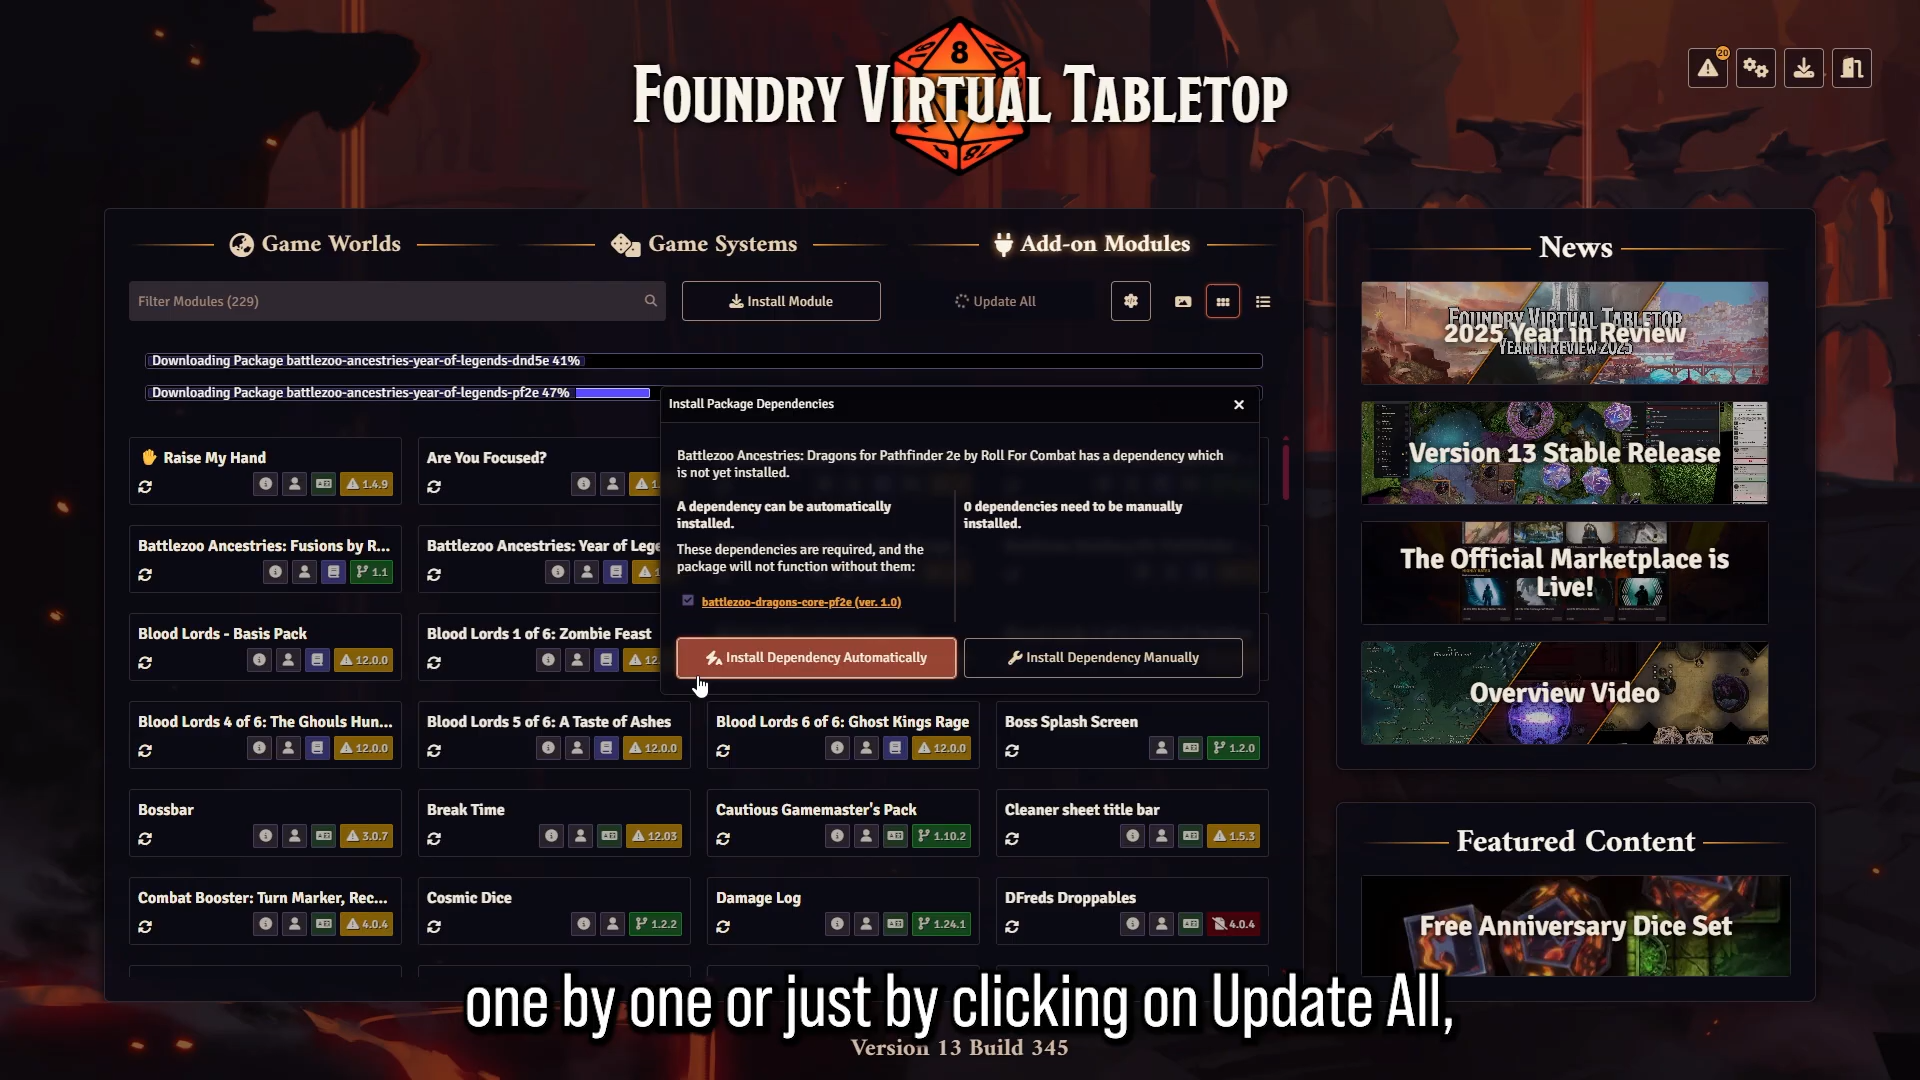 FOUNDRY VIRTUAL TABLETOP
20
Game Worlds
Game Systems
Add-on Modules
Filter Modules (229)
Install Module
Update All
Downloading Package battlezoo-ancestries-year-of-legends-dnd5e 41%
Downloading Package battlezoo-ancestries-year-of-legends-pf2e 47%
Install Package Dependencies
Battlezoo Ancestries: Dragons for Pathfinder 2e by Roll For Combat has a dependency which
is not yet installed.
A dependency can be automatically
installed.
These dependencies are required, and the
package will not function without them:
battlezoo-dragons-core-pf2e (ver. 1.0)
0 dependencies need to be manually
installed.
Install Dependency Automatically
Install Dependency Manually
Raise My Hand
1.4.9
Are You Focused?
1.
Battlezoo Ancestries: Fusions by R...
1.1
Battlezoo Ancestries: Year of Lege
1
Blood Lords - Basis Pack
12.0.0
Blood Lords 1 of 6: Zombie Feast
12.
Blood Lords 4 of 6: The Ghouls Hun...
12.0.0
Blood Lords 5 of 6: A Taste of Ashes
12.0.0
Blood Lords 6 of 6: Ghost Kings Rage
12.0.0
Boss Splash Screen
1.2.0
Bossbar
3.0.7
Break Time
12.03
Cautious Gamemaster's Pack
1.10.2
Cleaner sheet title bar
1.5.3
Combat Booster: Turn Marker, Rec...
4.0.4
Cosmic Dice
1.2.2
Damage Log
1.24.1
DFreds Droppables
4.0.4
News
FOUNDRY VIRTUAL TABLETOP
2025 Year in Review
YEAR IN REVIEW 2025
Version 13 Stable Release
The Official Marketplace is
Live!
Overview Video
Featured Content
Free Anniversary Dice Set
one by one or just by clicking on Update All,
Version 13 Build 345